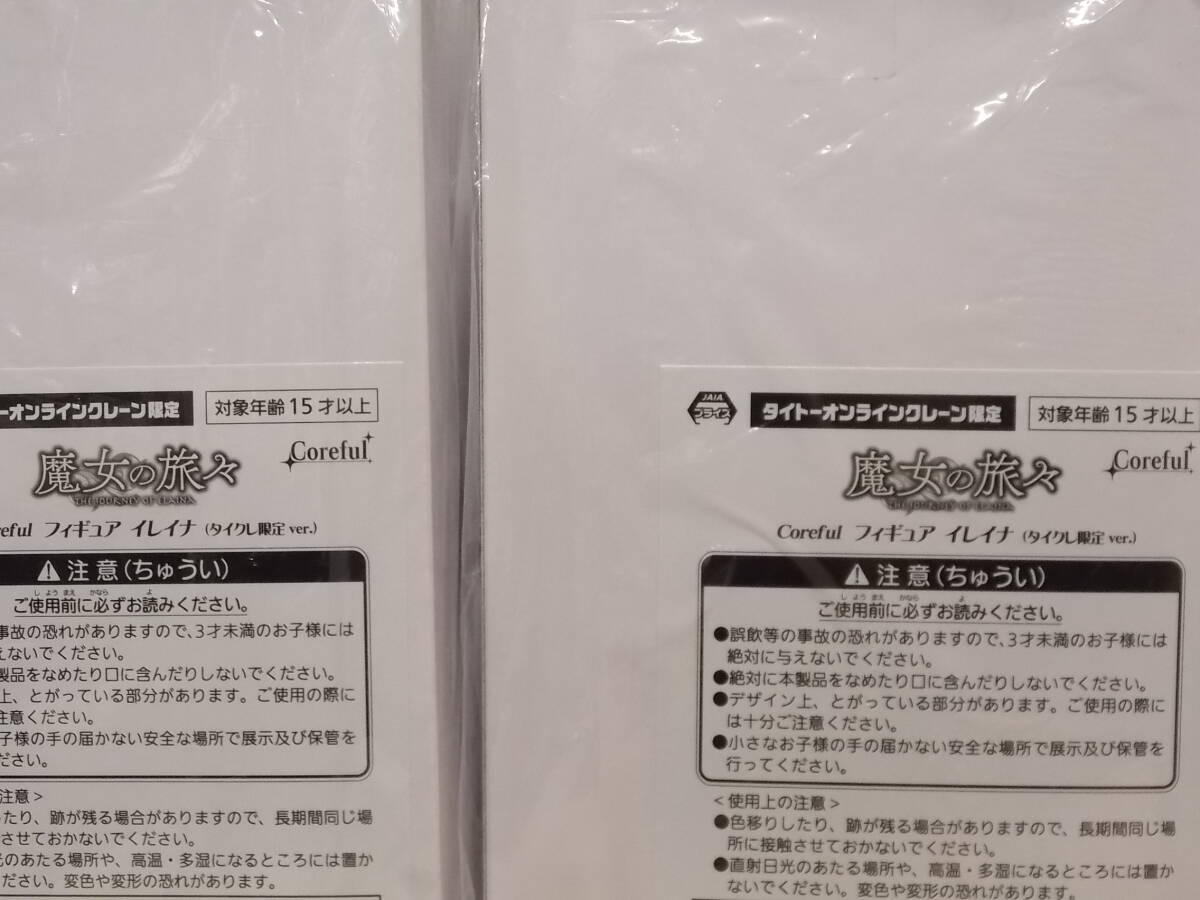 ーオンラインクレーン限定
対象年齢15才以上
魔女の旅々
THE JOURNEY OF ELAINA
Coreful
eful フィギュア イレイナ (タイクレ限定 ver.)
注意(ちゅうい)
ご使用前に必ずお読みください。
事故の恐れがありますので、3才未満のお子様には
えないでください。
製品をなめたり口に含んだりしないでください。
上、とがっている部分があります。ご使用の際に
注意ください。
子様の手の届かない安全な場所で展示及び保管を
ださい。
注意>
たり、跡が残る場合がありますので、長期間同じ場
させておかないでください。
光のあたる場所や、高温・多湿になるところには置か
ださい。変色や変形の恐れがあります。
JAIA
プライズ
タイトーオンラインクレーン限定
対象年齢15才以上
魔女の旅々
THE JOURNEY OF ELAINA
Coreful
Coreful フィギュア イレイナ (タイクレ限定 ver.)
注意(ちゅうい)
ご使用前に必ずお読みください。
●誤飲等の事故の恐れがありますので、3才未満のお子様には
絶対に与えないでください。
●絶対に本製品をなめたり口に含んだりしないでください。
●デザイン上、とがっている部分があります。ご使用の際に
は十分ご注意ください。
●小さなお子様の手の届かない安全な場所で展示及び保管を
行ってください。
<使用上の注意>
●色移りしたり、跡が残る場合がありますので、長期間同じ場
所に接触させておかないでください。
●直射日光のあたる場所や、高温・多湿になるところには置か
ないでください。変色や変形の恐れがあります。